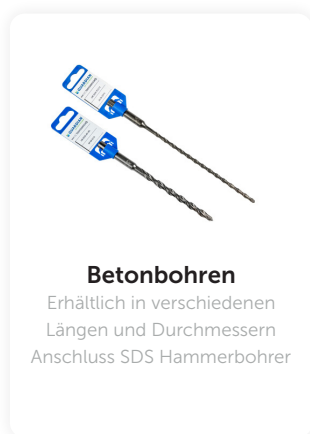 Betonbohren
Erhältlich in verschiedenen
Längen und Durchmessern
Anschluss SDS Hammerbohrer